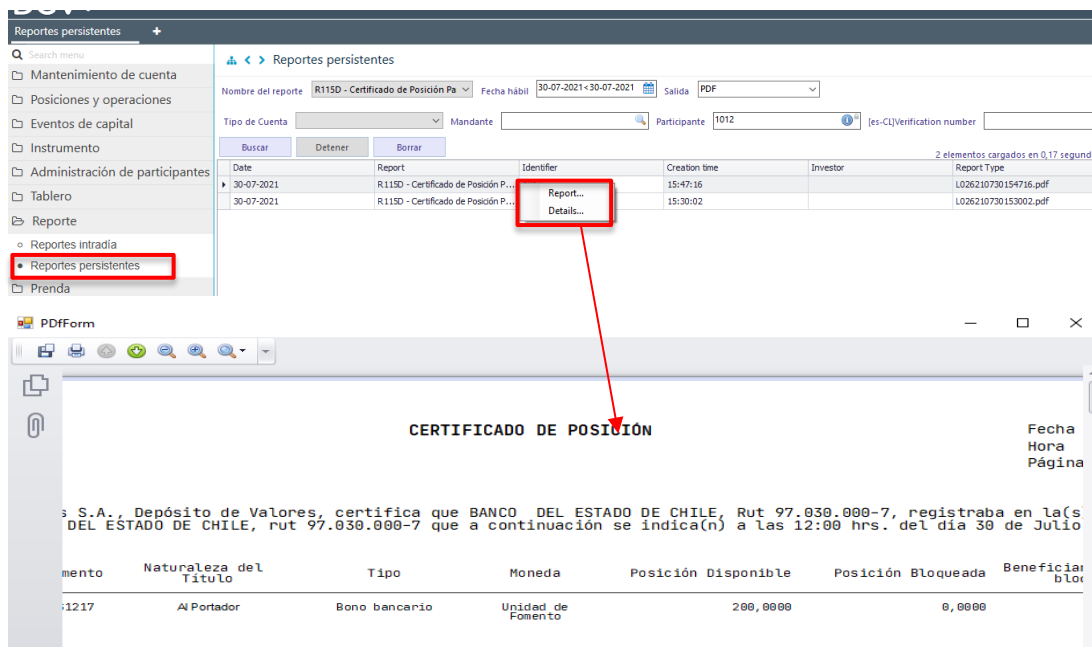 Reportes persistentes +
Search menu
Mantenimiento de cuenta
Posiciones y operaciones
Eventos de capital
Instrumento
Administración de participantes
Tablero
Reporte
Reportes intradía
Reportes persistentes
Prenda
Reportes persistentes
Nombre del reporte R115D - Certificado de Posición Pa Fecha hábil 30-07-2021<30-07-2021 Salida PDF
Tipo de Cuenta Mandante Participante 1012 [es-CL]Verification number
Buscar Detener Borrar
2 elementos cargados en 0,17 segund
Date Report Identifier Creation time Investor Report Type
30-07-2021 R115D - Certificado de Posición P... 15:47:16 L026210730154716.pdf
30-07-2021 R115D - Certificado de Posición P... 15:30:02 L026210730153002.pdf
Report...
Details...
PDfForm
CERTIFICADO DE POSICIÓN
Fecha
Hora
Página
s S.A., Depósito de Valores, certifica que BANCO DEL ESTADO DE CHILE, Rut 97.030.000-7, registraba en la(s
DEL ESTADO DE CHILE, rut 97.030.000-7 que a continuación se indica(n) a las 12:00 hrs. del día 30 de Julio
mento Naturaleza del Título Tipo Moneda Posición Disponible Posición Bloqueada Beneficiar
blo
1217 Al Portador Bono bancario Unidad de Fomento 200,0000 0,0000